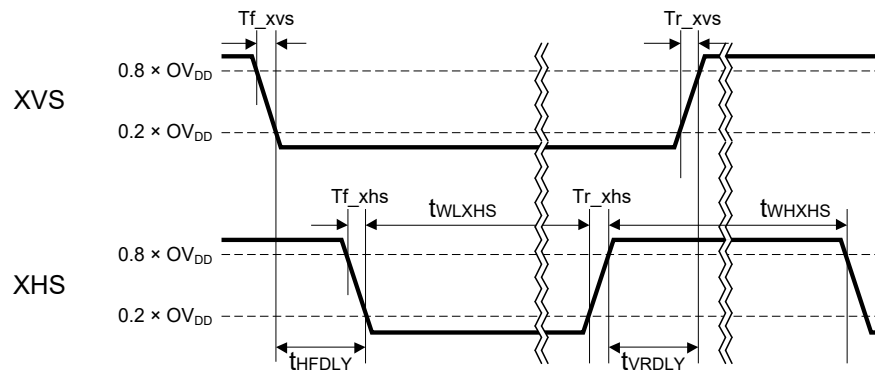 Tf_xvs Tr_xvs
0.8 × OVDD
XVS
0.2 × OVDD
Tf_xhs tWLXHS Tr_xhs tWHXHS
0.8 × OVDD
XHS
0.2 × OVDD
tHFDLY tVRDLY